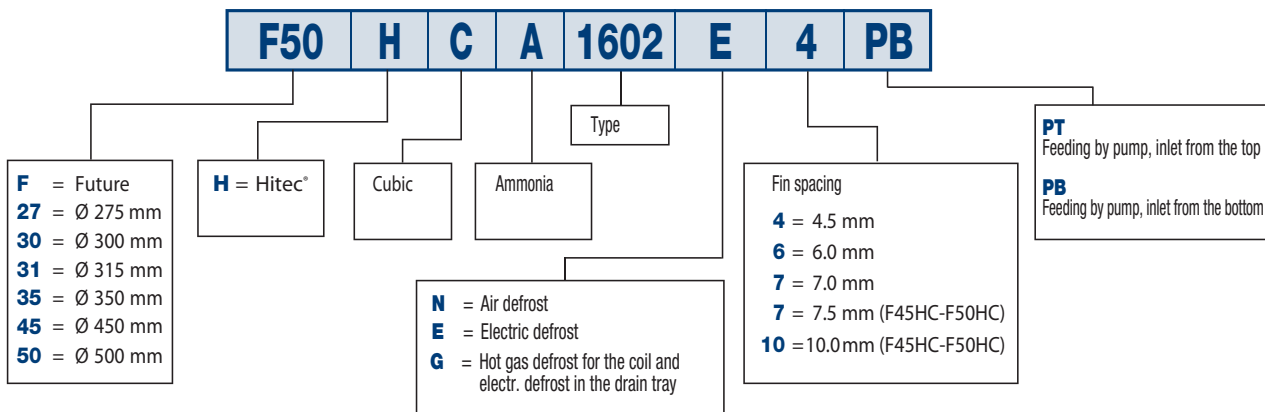 F50 H C A 1602 E 4 PB
Type
PT
Feeding by pump, inlet from the top
PB
Feeding by pump, inlet from the bottom
F = Future
27 = Ø 275 mm
30 = Ø 300 mm
31 = Ø 315 mm
35 = Ø 350 mm
45 = Ø 450 mm
50 = Ø 500 mm
H = Hitec®
Cubic
Ammonia
N = Air defrost
E = Electric defrost
G = Hot gas defrost for the coil and
electr. defrost in the drain tray
Fin spacing
4 = 4.5 mm
6 = 6.0 mm
7 = 7.0 mm
7 = 7.5 mm (F45HC-F50HC)
10 =10.0 mm (F45HC-F50HC)